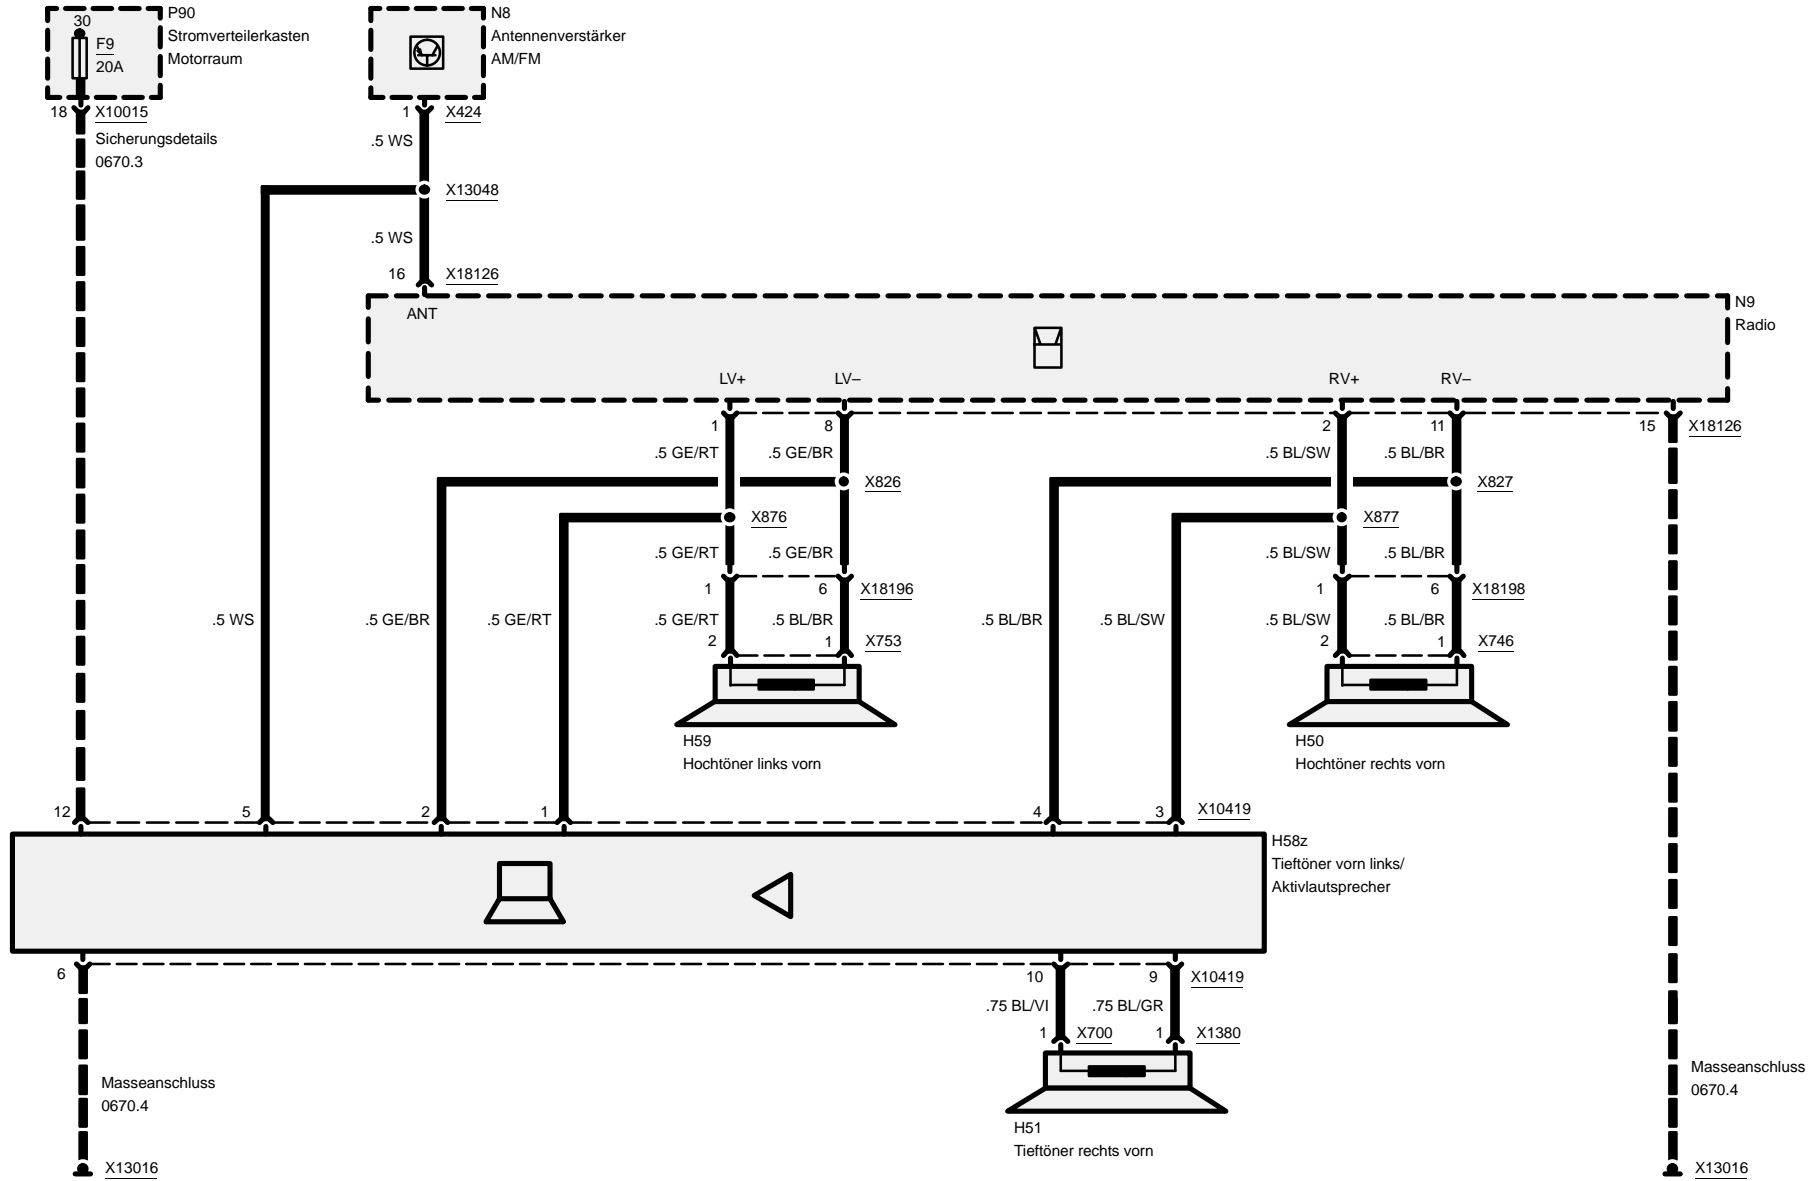 P90
Stromverteilerkasten
Motorraum
30
F9
20A
18
X10015
Sicherungsdetails
0670.3
N8
Antennenverstärker
AM/FM
1
X424
.5 WS
X13048
.5 WS
16
X18126
ANT
N9
Radio
LV+
LV–
RV+
RV–
1
8
2
11
15
X18126
.5 GE/RT
.5 GE/BR
.5 BL/SW
.5 BL/BR
X826
X827
X876
X877
.5 GE/RT
.5 GE/BR
.5 BL/SW
.5 BL/BR
1
6
X18196
1
6
X18198
.5 WS
.5 GE/BR
.5 GE/RT
.5 GE/RT
.5 BL/BR
.5 BL/BR
.5 BL/SW
.5 BL/SW
.5 BL/BR
2
1
X753
2
1
X746
H59
Hochtöner links vorn
H50
Hochtöner rechts vorn
12
5
2
1
4
3
X10419
H58z
Tieftöner vorn links/
Aktivlautsprecher
6
10
9
X10419
.75 BL/VI
.75 BL/GR
1
X700
1
X1380
Masseanschluss
0670.4
Masseanschluss
0670.4
H51
Tieftöner rechts vorn
X13016
X13016